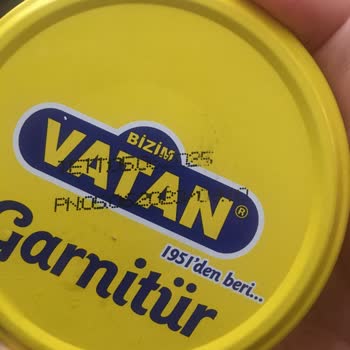 BİZİM
VATAN®
1951'den beri...
Garnitür